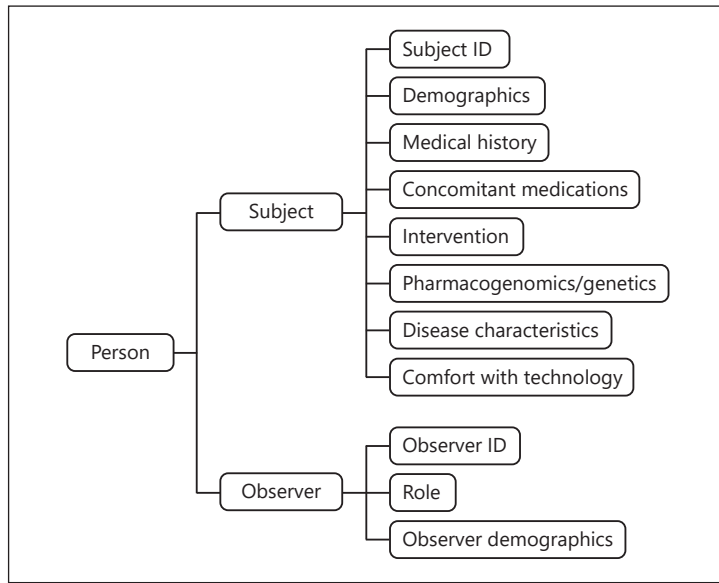 Person
Subject
Subject ID
Demographics
Medical history
Concomitant medications
Intervention
Pharmacogenomics/genetics
Disease characteristics
Comfort with technology
Observer
Observer ID
Role
Observer demographics